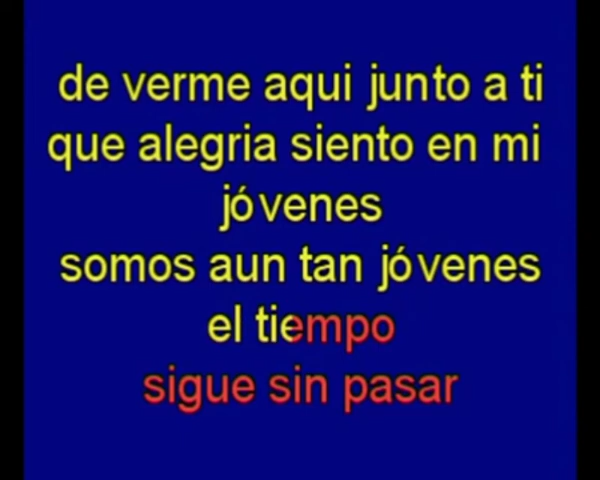 de verme aqui junto a ti
que alegria siento en mi
jóvenes
somos aun tan jóvenes
el tiempo
sigue sin pasar